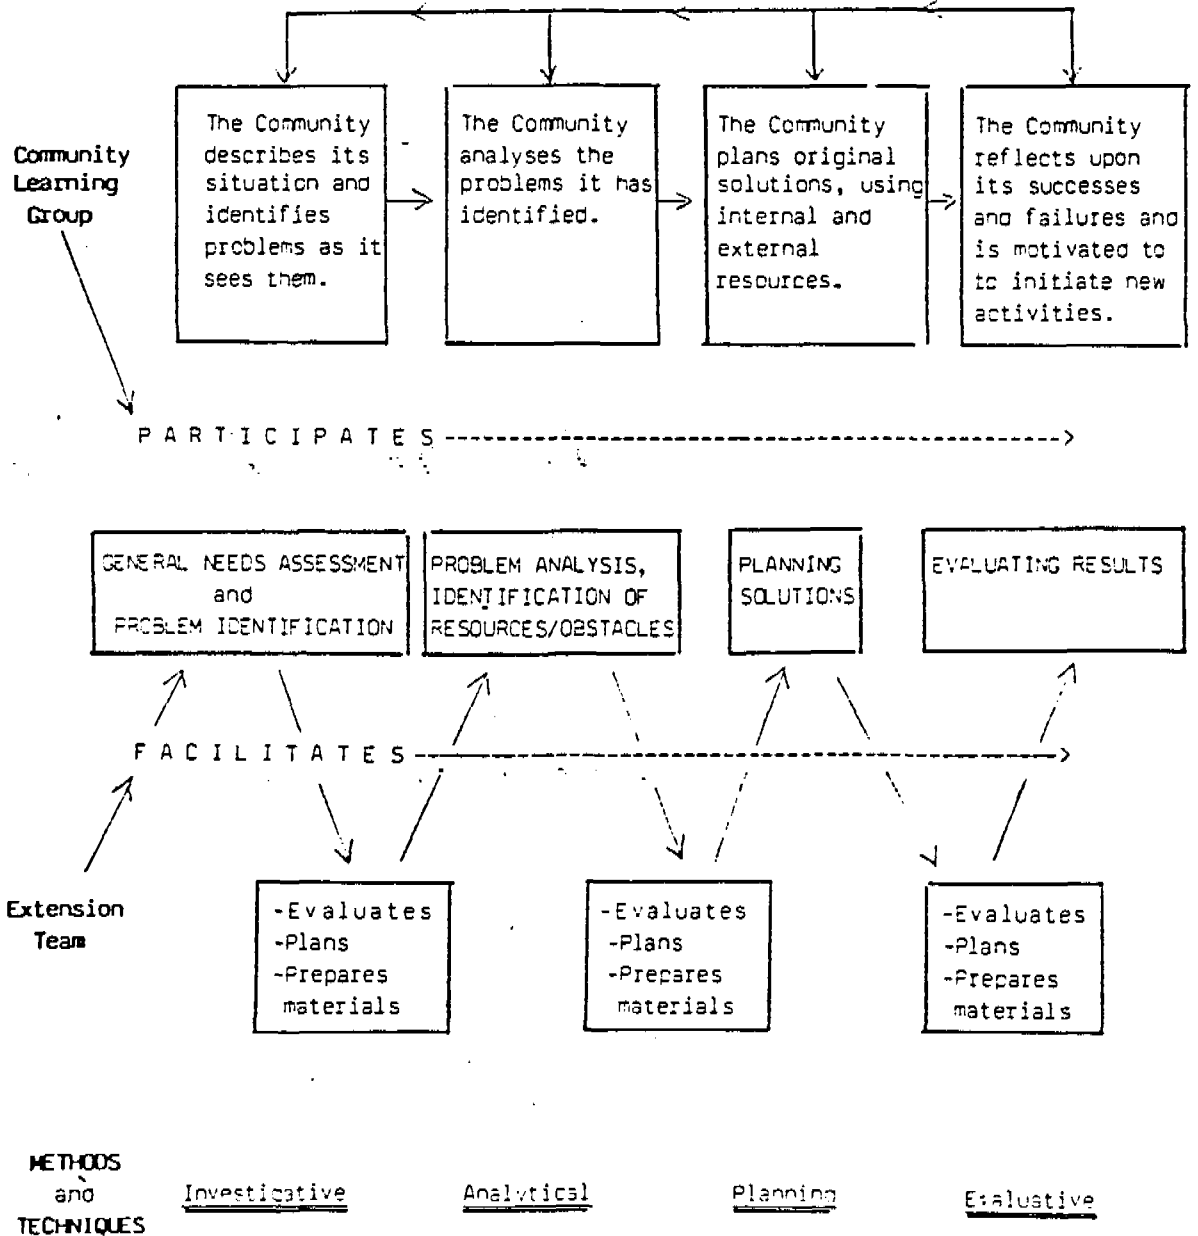 The Community
describes its
situation and
identifies
problems as it
sees them.
The Community
analyses the
problems it has
identified.
The Community
plans original
solutions, using
internal and
external
resources.
The Community
reflects upon
its successes
and failures and
is motivated to
to initiate new
activities.
Community
Learning
Group
PARTICIPATES
GENERAL NEEDS ASSESSMENT
and
PROBLEM IDENTIFICATION
PROBLEM ANALYSIS,
IDENTIFICATION OF
RESOURCES/OBSTACLES
PLANNING
SOLUTIONS
EVALUATING RESULTS
FACILITATES
Extension
Team
-Evaluates
-Plans
-Prepares
materials
-Evaluates
-Plans
-Prepares
materials
-Evaluates
-Plans
-Prepares
materials
METHODS
and
TECHNIQUES
Investigative
Analytical
Planning
Evaluative